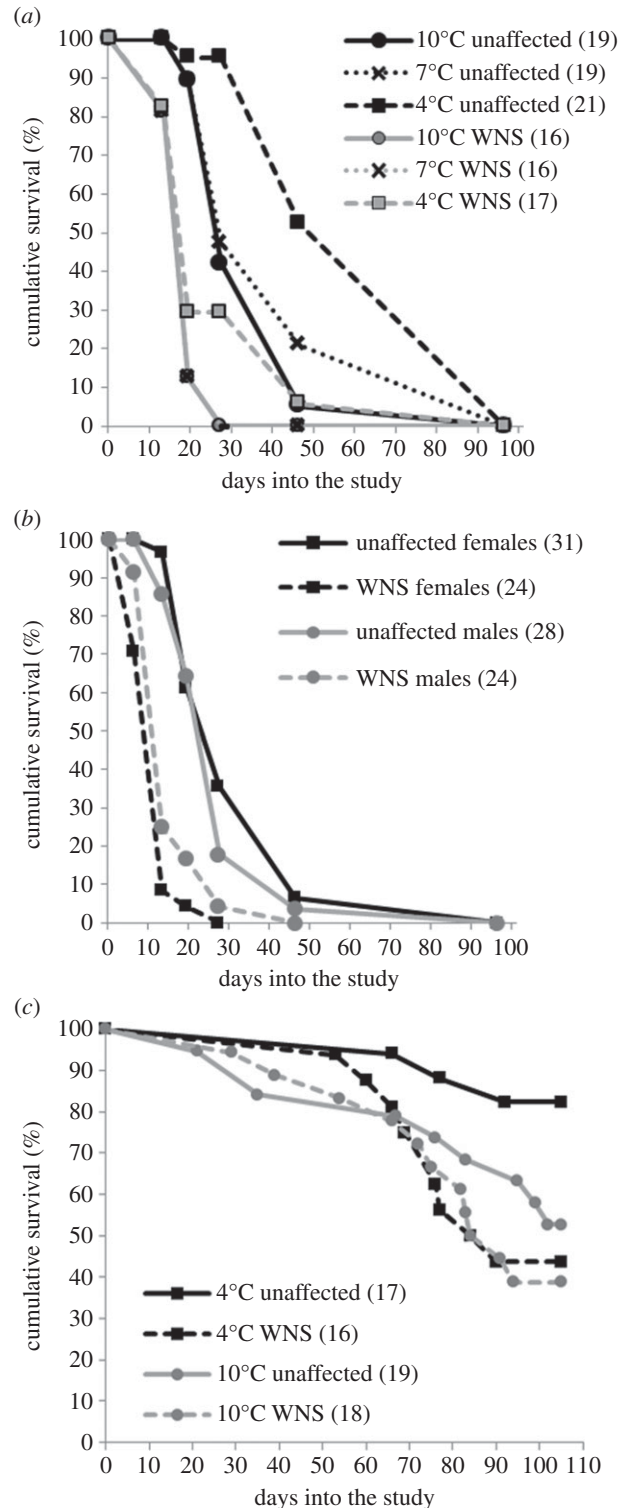 (a)
100
90
80
70
60
50
40
30
20
10
0
cumulative survival (%)
10°C unaffected (19)
7°C unaffected (19)
4°C unaffected (21)
10°C WNS (16)
7°C WNS (16)
4°C WNS (17)
0 10 20 30 40 50 60 70 80 90 100
days into the study
(b)
100
90
80
70
60
50
40
30
20
10
0
cumulative survival (%)
unaffected females (31)
WNS females (24)
unaffected males (28)
WNS males (24)
0 10 20 30 40 50 60 70 80 90 100
days into the study
(c)
100
90
80
70
60
50
40
30
20
10
0
cumulative survival (%)
4°C unaffected (17)
4°C WNS (16)
10°C unaffected (19)
10°C WNS (18)
0 10 20 30 40 50 60 70 80 90 100 110
days into the study